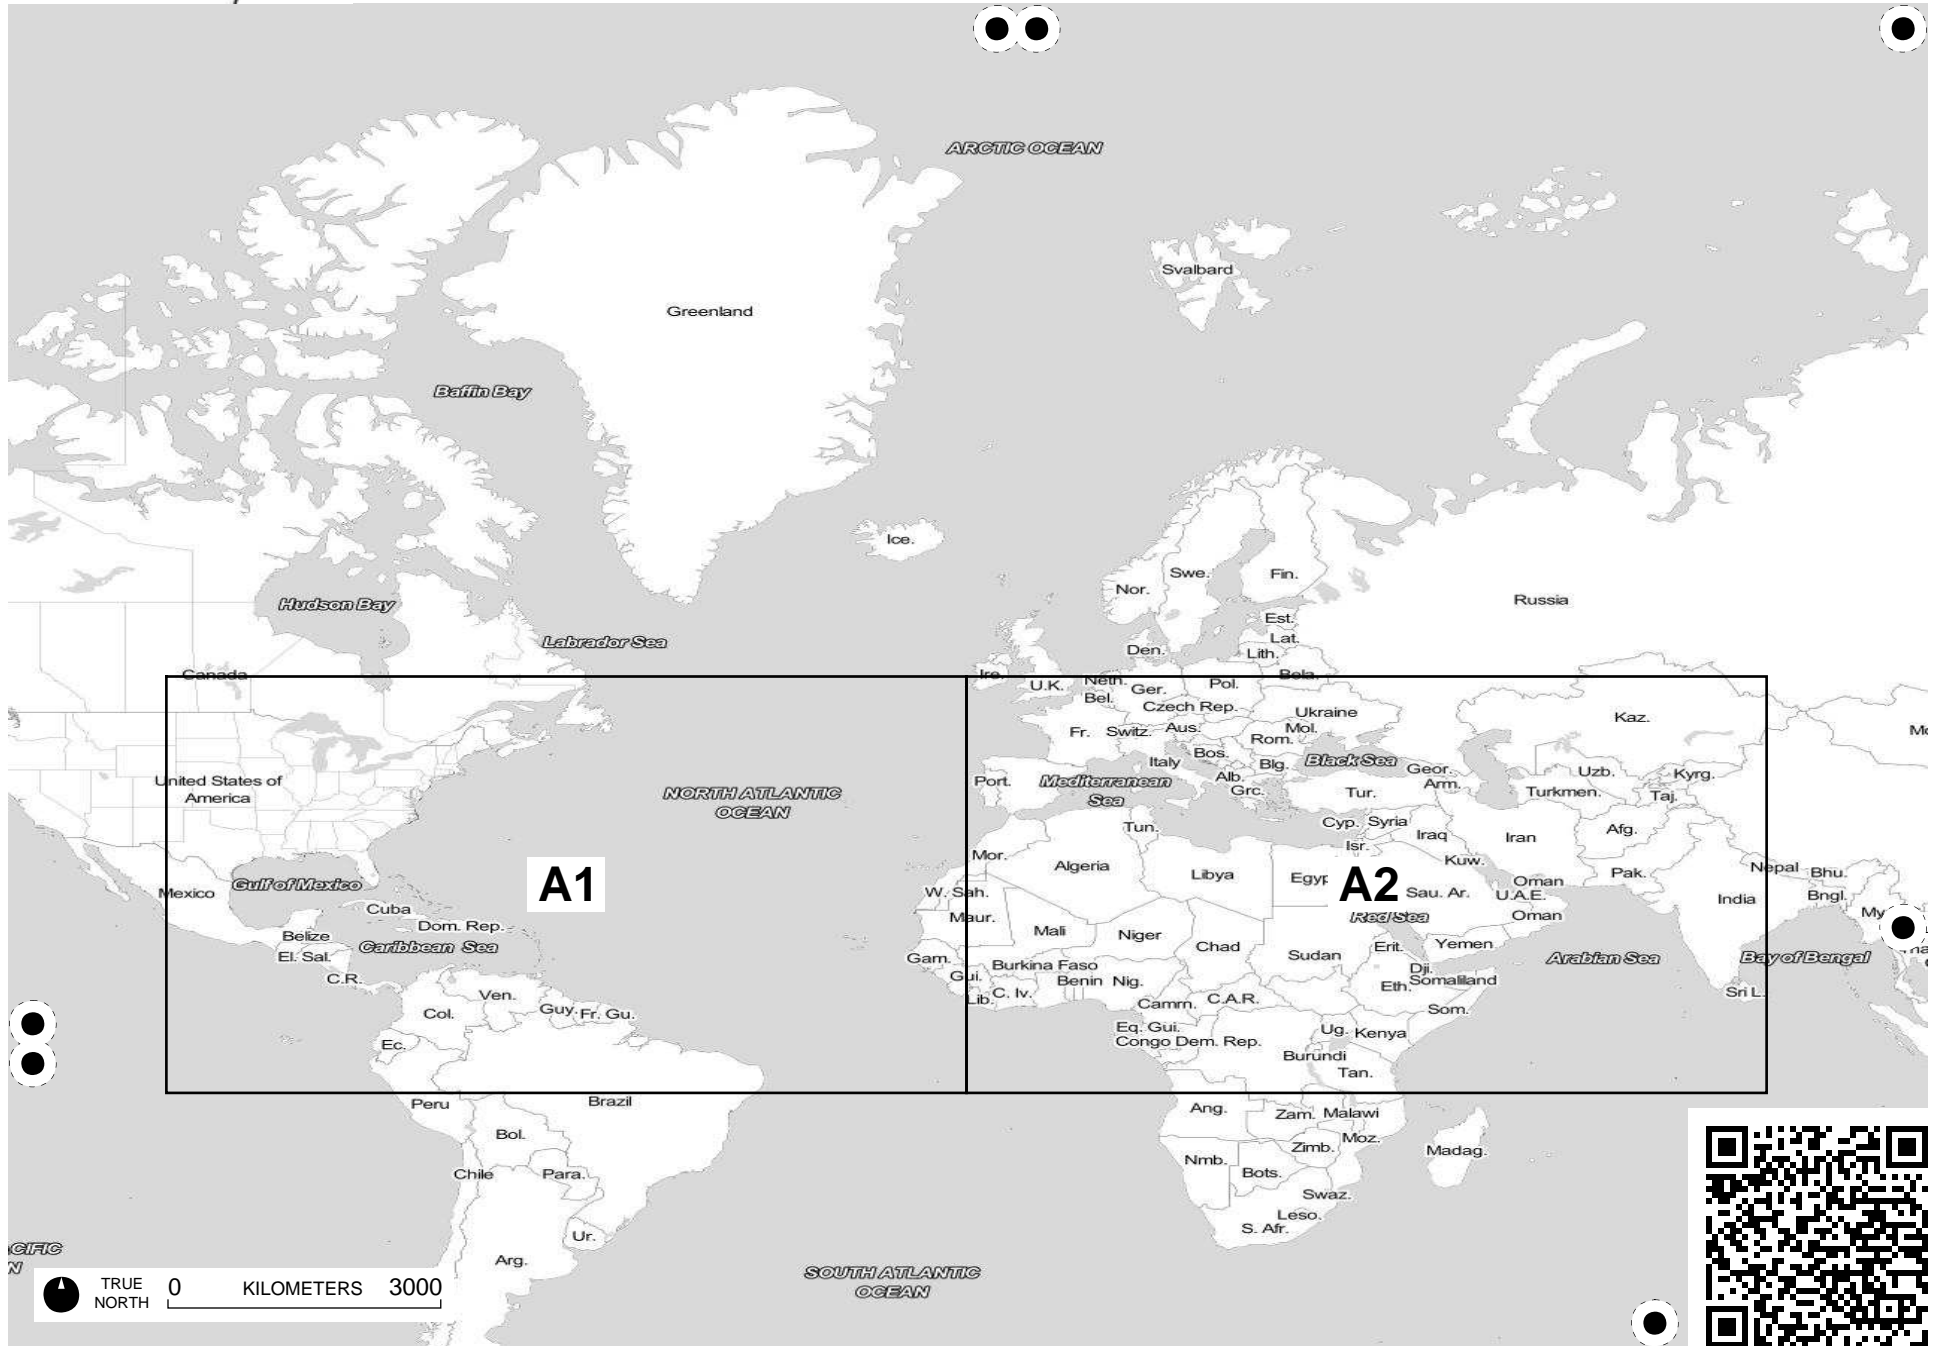 ARCTIC OCEAN
Svalbard
Greenland
Baffin Bay
Ice.
Swe.
Fin.
Nor.
Russia
Hudson Bay
Est.
Labrador Sea
Lat.
Den.
Lith.
Canada
Ire.
Bela.
U.K.
Neth.
Ger.
Pol.
Bel.
Czech Rep.
Ukraine
Kaz.
Fr.
Switz.
Aus.
Mol.
Rom.
Bos.
Italy
Blg.
Black Sea
Geor.
Uzb.
Kyrg.
United States of
America
Port.
Mediterranean
Sea
Alb.
Grc.
Tur.
Arm.
Turkmen.
Taj.
NORTH ATLANTIC
OCEAN
Tun.
Cyp.
Syria
Iraq
Iran
Afg.
Isr.
Mor.
Algeria
Libya
Kuw.
Pak.
Nepal
Bhu.
Mexico
Gulf of Mexico
A1
W. Sah.
A2
Sau. Ar.
Oman
U.A.E.
India
Bngl.
Cuba
Maur.
Red Sea
Oman
Dom. Rep.
Belize
Caribbean Sea
Mali
Niger
Chad
Sudan
Erit.
Yemen
El. Sal.
Gam.
Burkina Faso
Arabian Sea
Bay of Bengal
C.R.
Gui.
Benin
Nig.
Dji.
Somaliland
Eth.
Ven.
Lib.
C. Iv.
Camrn.
C.A.R.
Sri L.
Col.
Guy.
Fr. Gu.
Som.
Eq. Gui.
Ug.
Kenya
Ec.
Congo Dem. Rep.
Burundi
Tan.
Peru
Brazil
Ang.
Zam.
Malawi
Bol.
Zimb.
Moz.
Madag.
Chile
Para.
Nmb.
Bots.
Swaz.
Leso.
Ur.
S. Afr.
Arg.
SOUTH ATLANTIC
OCEAN
TRUE
NORTH
0 KILOMETERS 3000